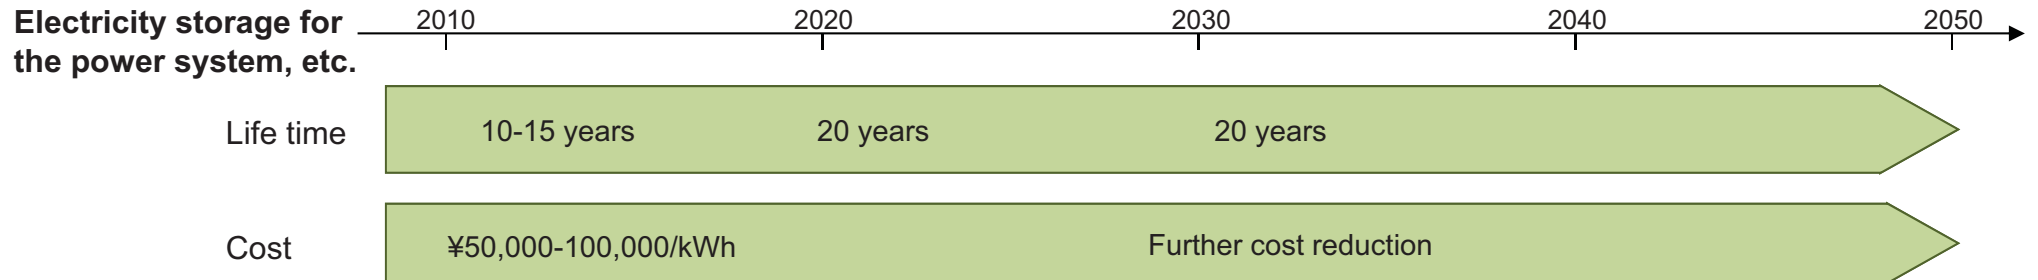 Electricity storage for
the power system, etc.
2010 2020 2030 2040 2050
Life time 10-15 years 20 years 20 years
Cost ¥50,000-100,000/kWh Further cost reduction